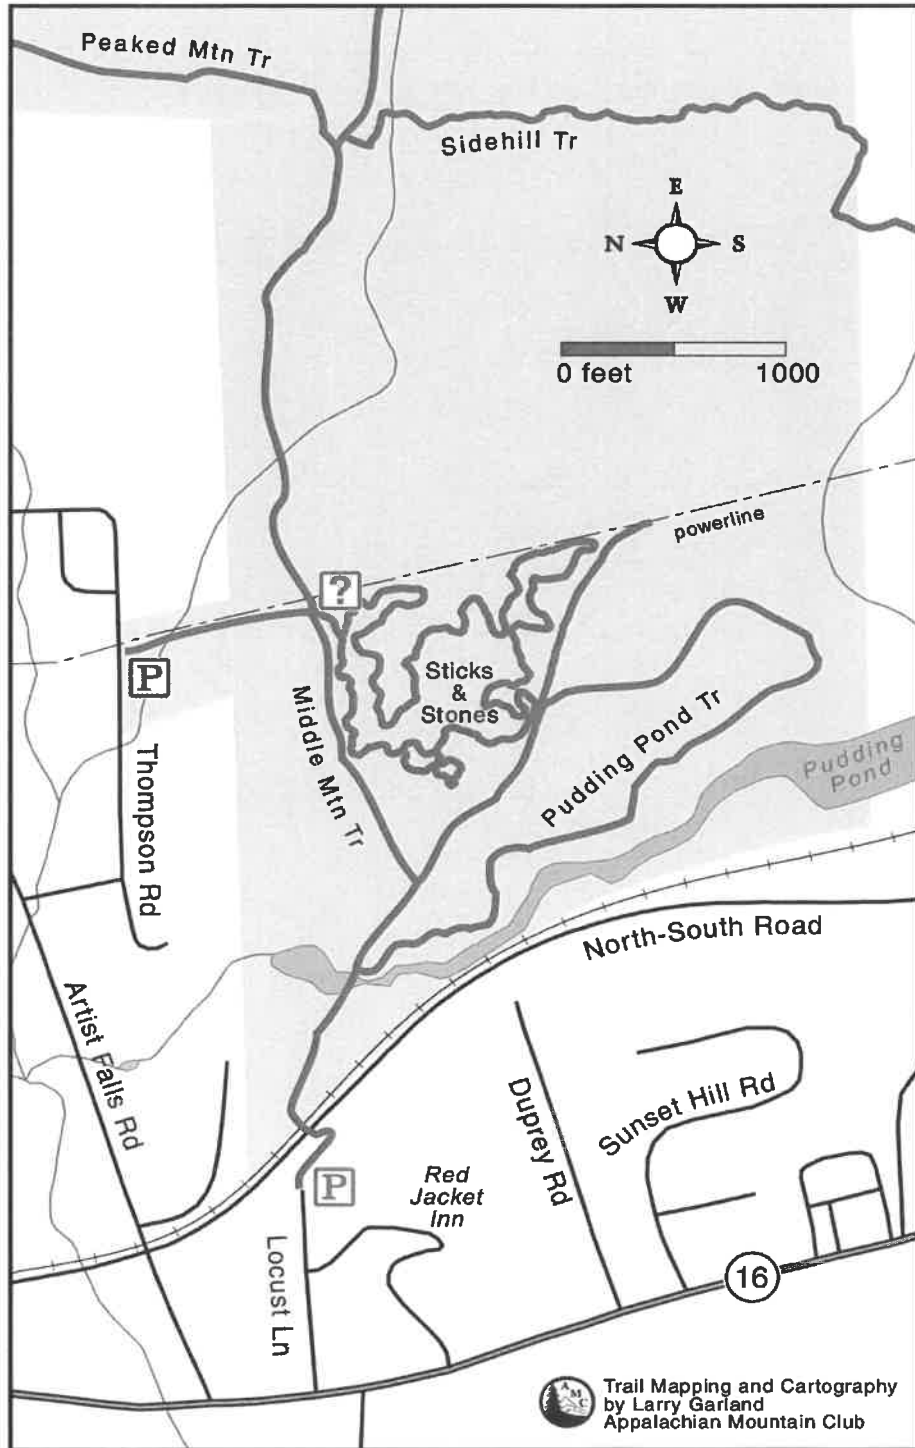 Peaked Mtn Tr
Sidehill Tr
E
N
S
W
0 feet
1000
powerline
?
Sticks
&
Stones
P
Middle Mtn Tr
Pudding Pond Tr
Pudding
Pond
Thompson Rd
North-South Road
Artist Falls Rd
Duprey Rd
Sunset Hill Rd
P
Red
Jacket
Inn
Locust Ln
16
AMC
Trail Mapping and Cartography
by Larry Garland
Appalachian Mountain Club